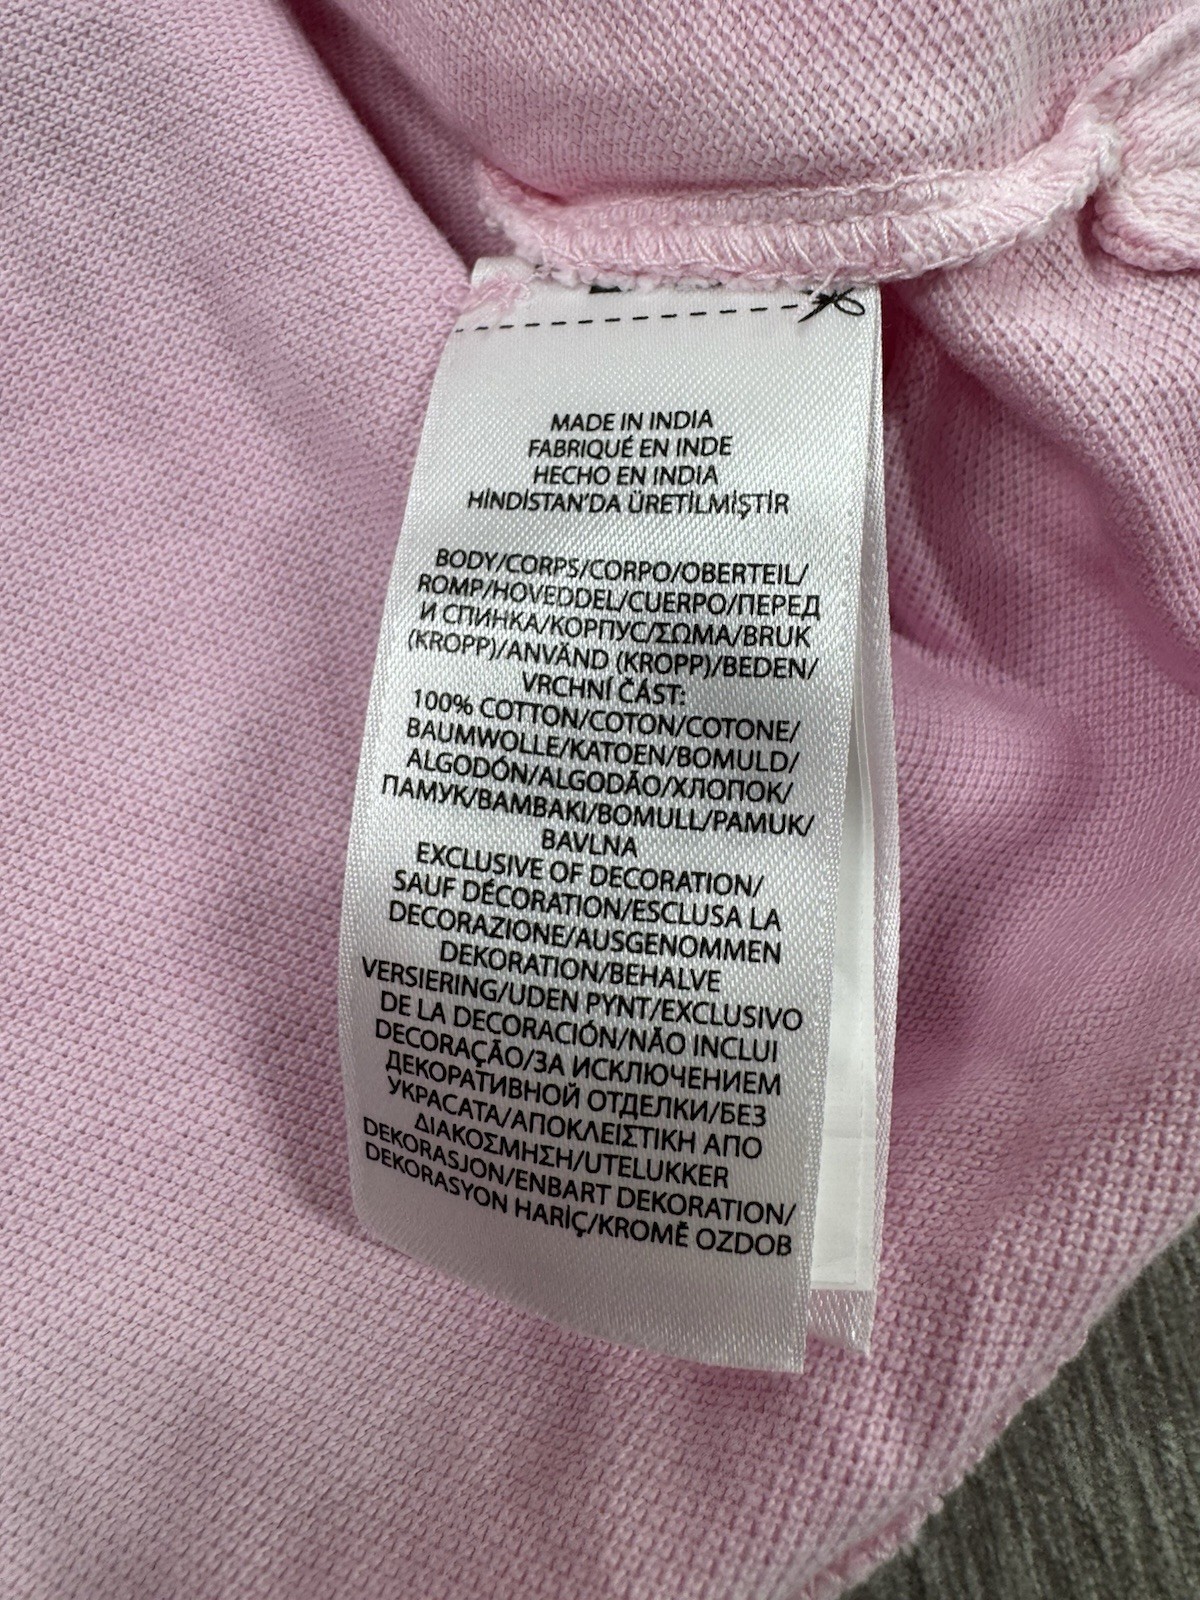 MADE IN INDIA
FABRIQUÉ EN INDE
HECHO EN INDIA
HİNDİSTAN'DA ÜRETİLMİŞTİR
BODY/CORPS/CORPO/OBERTEIL/
ROMP/HOVEDDEL/CUERPO/ПЕРЕД
И СПИНКА/КОРПУС/ΣΩΜΑ/BRUK
(KROPP)/ANVÄND (KROPP)/BEDEN/
VRCHNÍ ČÁST:
100% COTTON/COTON/COTONE/
BAUMWOLLE/KATOEN/BOMULD/
ALGODÓN/ALGODÃO/ХЛОПОК/
ПАМУК/BAMBAKI/BOMULL/PAMUK/
BAVLNA
EXCLUSIVE OF DECORATION/
SAUF DÉCORATION/ESCLUSA LA
DECORAZIONE/AUSGENOMMEN
DEKORATION/BEHALVE
VERSIERING/UDEN PYNT/EXCLUSIVO
DE LA DECORACIÓN/NÃO INCLUI
DECORAÇÃO/ЗА ИСКЛЮЧЕНИЕМ
ДЕКОРАТИВНОЙ ОТДЕЛКИ/БЕЗ
УКРАСАТА/ΑΠΟΚΛΕΙΣΤΙΚΗ ΑΠΟ
ΔΙΑΚΟΣΜΗΣΗ/UTELUKKER
DEKORASJON/ENBART DEKORATION/
DEKORASYON HARİÇ/KROMĚ OZDOB